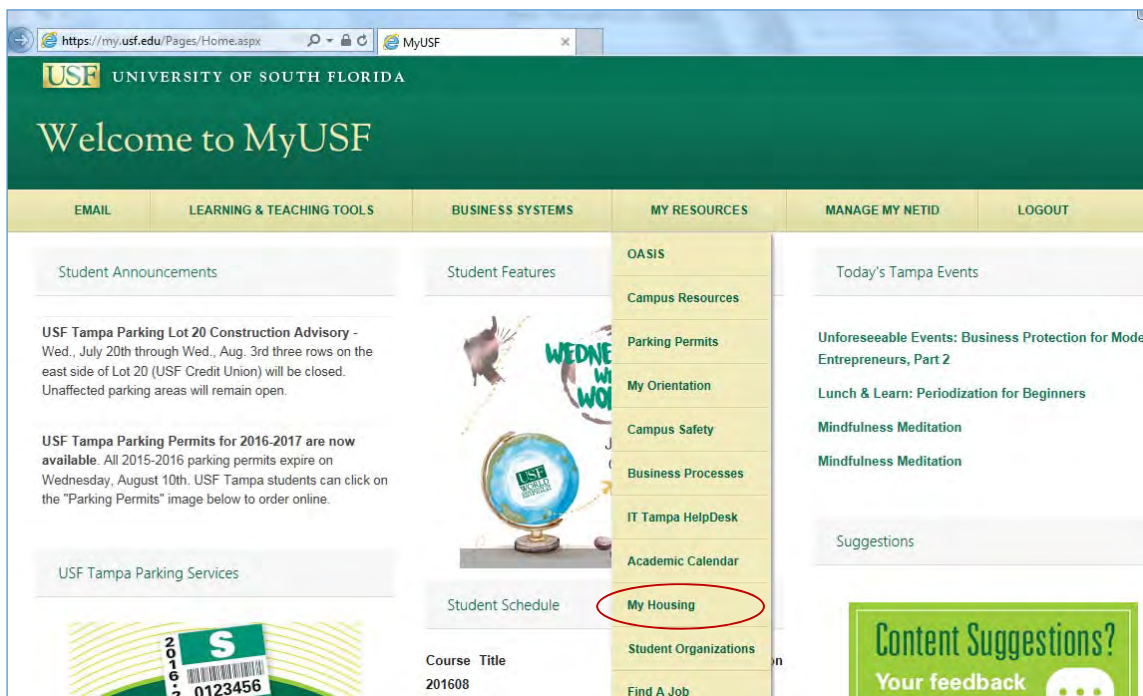 https://my.usf.edu/Pages/Home.aspx
MyUSF
USF UNIVERSITY OF SOUTH FLORIDA
Welcome to MyUSF
EMAIL
LEARNING & TEACHING TOOLS
BUSINESS SYSTEMS
MY RESOURCES
MANAGE MY NETID
LOGOUT
Student Announcements
USF Tampa Parking Lot 20 Construction Advisory -
Wed., July 20th through Wed., Aug. 3rd three rows on the
east side of Lot 20 (USF Credit Union) will be closed.
Unaffected parking areas will remain open.
USF Tampa Parking Permits for 2016-2017 are now
available. All 2015-2016 parking permits expire on
Wednesday, August 10th. USF Tampa students can click on
the "Parking Permits" image below to order online.
USF Tampa Parking Services
2016-2
S
0123456
Student Features
WEDNE
WI
WOR
USF
WORLD
Student Schedule
Course Title
201608
OASIS
Campus Resources
Parking Permits
My Orientation
Campus Safety
Business Processes
IT Tampa HelpDesk
Academic Calendar
My Housing
Student Organizations
Find A Job
Today's Tampa Events
Unforeseeable Events: Business Protection for Mode
Entrepreneurs, Part 2
Lunch & Learn: Periodization for Beginners
Mindfulness Meditation
Mindfulness Meditation
Suggestions
Content Suggestions?
Your feedback